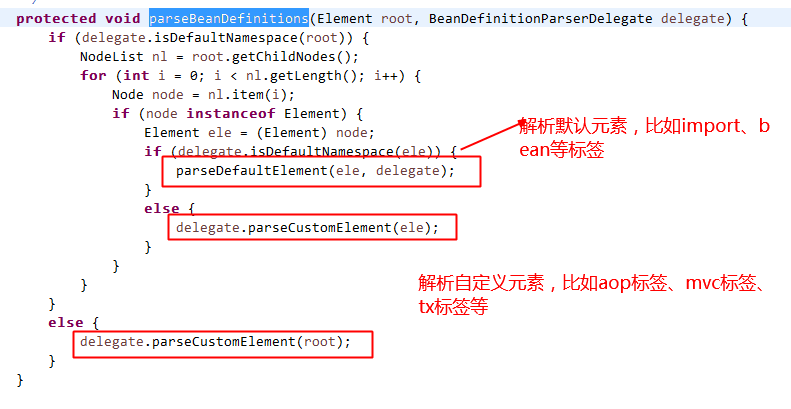 protected void parseBeanDefinitions(Element root, BeanDefinitionParserDelegate delegate) {
if (delegate.isDefaultNamespace(root)) {
NodeList nl = root.getChildNodes();
for (int i = 0; i < nl.getLength(); i++) {
Node node = nl.item(i);
if (node instanceof Element) {
Element ele = (Element) node;
if (delegate.isDefaultNamespace(ele)) {
parseDefaultElement(ele, delegate);
}
else {
delegate.parseCustomElement(ele);
}
}
}
}
else {
delegate.parseCustomElement(root);
}
}
解析默认元素，比如import、b
ean等标签
解析自定义元素，比如aop标签、mvc标签、
tx标签等